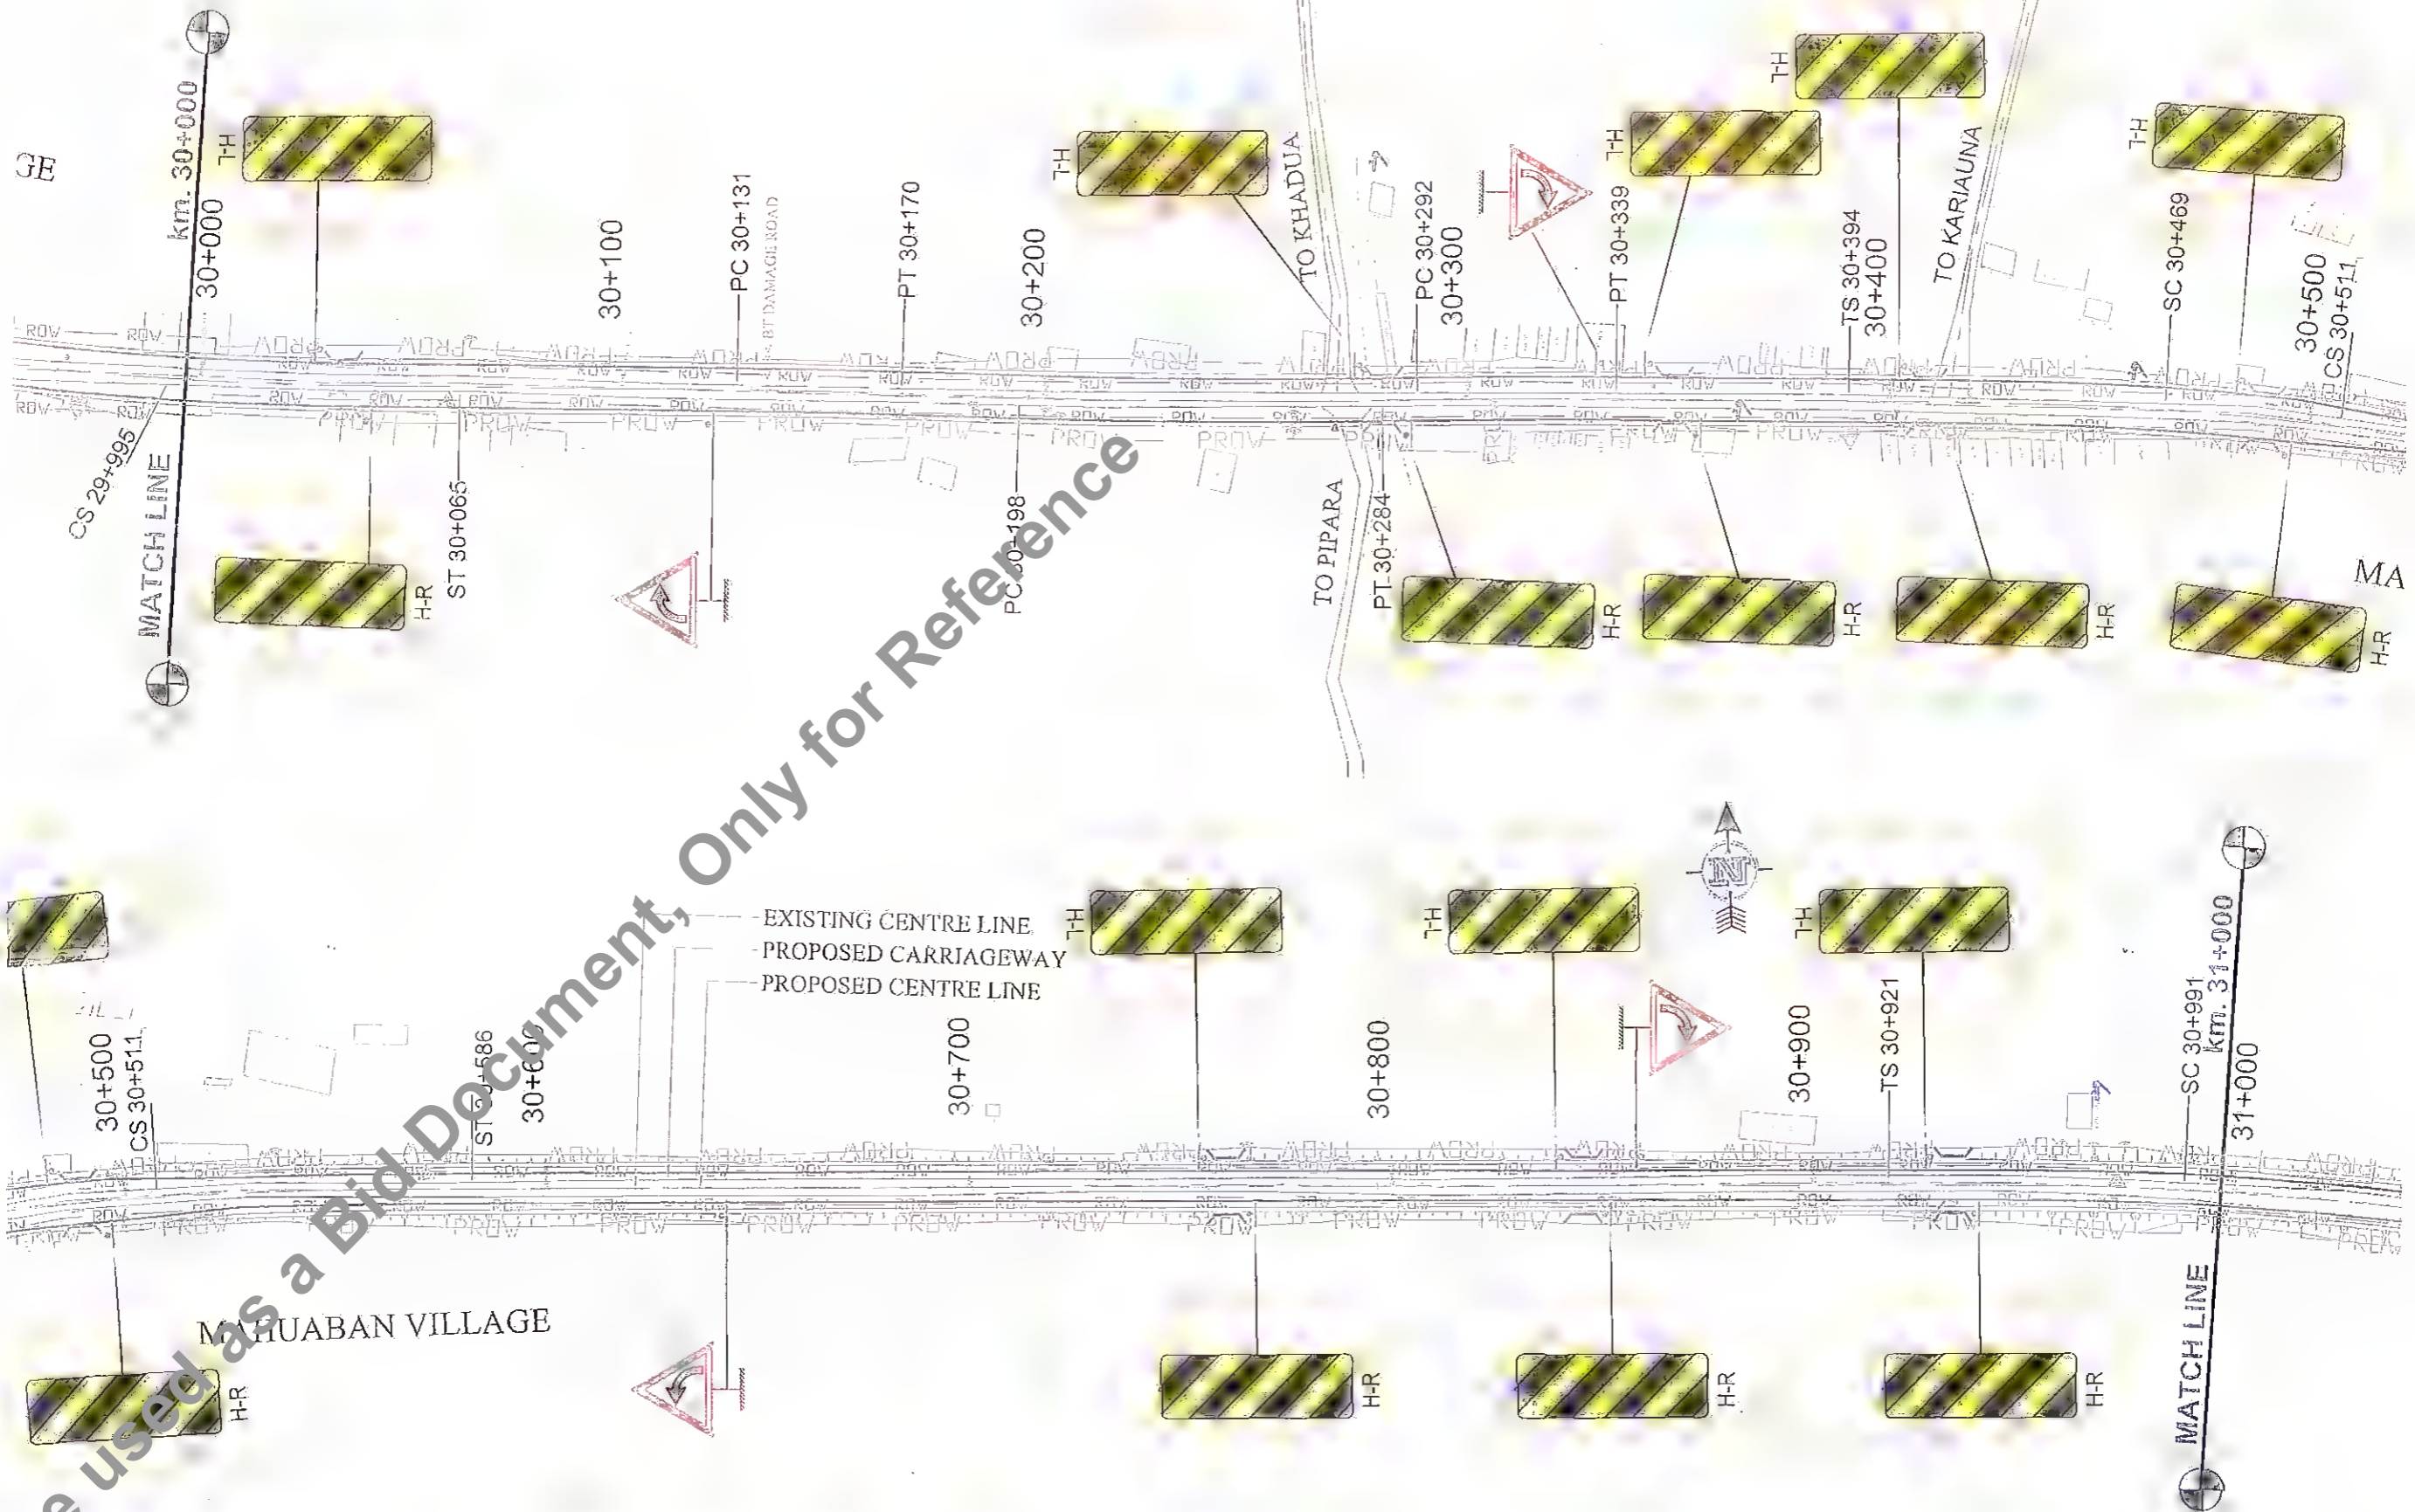 GE
km. 30+000
30+000
H-L
CS 29+995
MATCH LINE
H-R
ST 30+065
30+100
PC 30+131
BT DAMAGE ROAD
PT 30+170
30+200
PC 30+198
H-L
TO KHADUA
TO PIPARA
PT 30+284
PC 30+292
30+300
H-R
PT 30+339
H-L
H-R
H-L
TS 30+394
30+400
TO KARIAUNA
H-R
H-L
SC 30+469
30+500
CS 30+511
H-R
MA
ROW
PROW
30+500
CS 30+511
H-R
MAHUABAN VILLAGE
ST 30+586
30+600
EXISTING CENTRE LINE
PROPOSED CARRIAGEWAY
PROPOSED CENTRE LINE
30+700
H-L
H-R
30+800
H-L
H-R
N
30+900
H-L
TS 30+921
H-R
SC 30+991
km. 31+000
31+000
MATCH LINE
ROW
PROW
e used as a Bid Document, Only for Reference